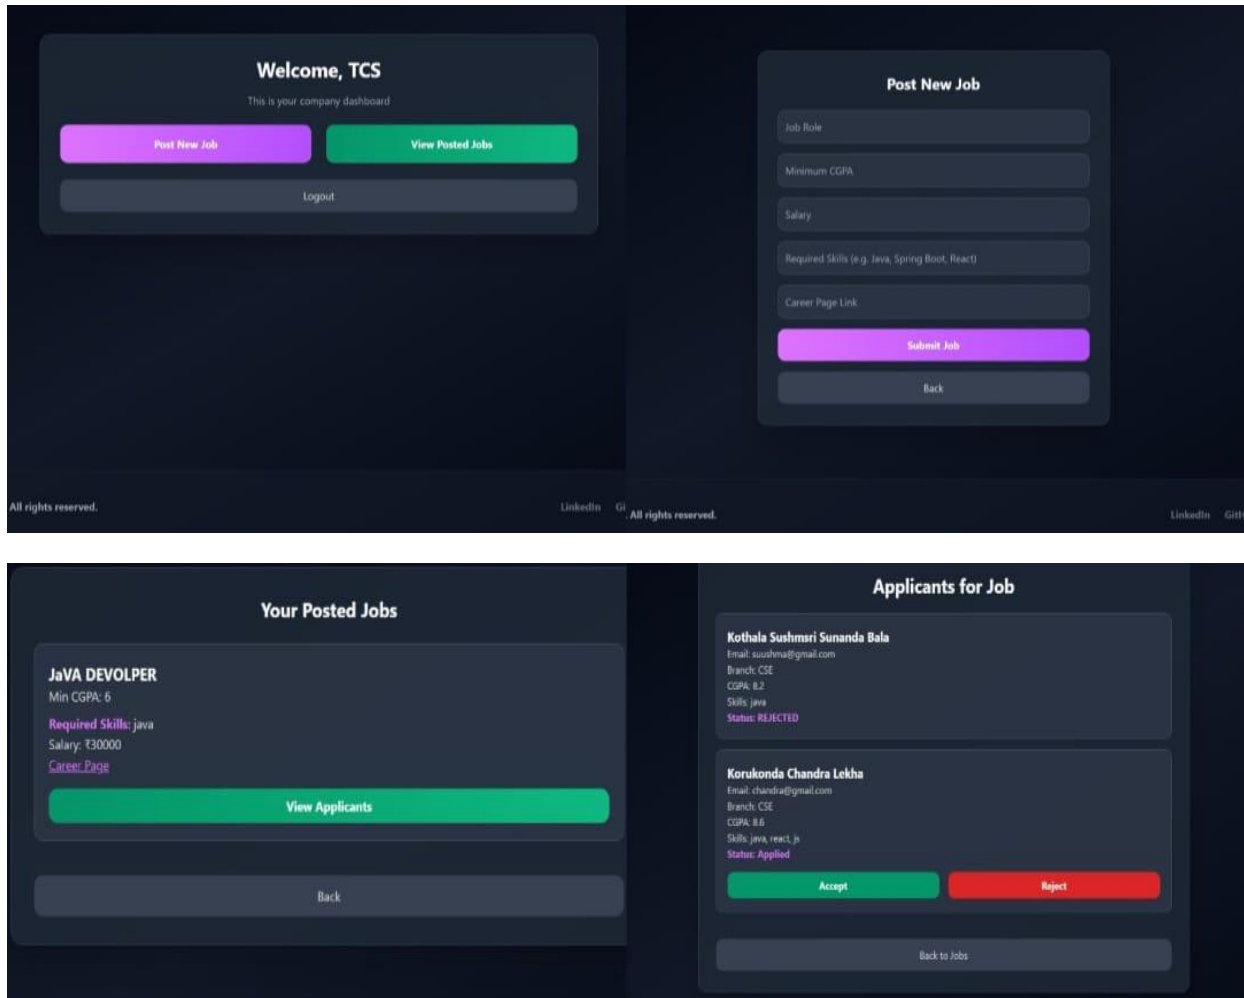 Welcome, TCS
This is your company dashboard
Post New Job
View Posted Jobs
Logout
All rights reserved.
LinkedIn
Post New Job
Job Role
Minimum CGPA
Salary
Required Skills (e.g. Java, Spring Boot, React)
Career Page Link
Submit Job
Back
. All rights reserved.
LinkedIn
Your Posted Jobs
JaVA DEVOLPER
Min CGPA: 6
Required Skills: java
Salary: ₹30000
Career Page
View Applicants
Back
Applicants for Job
Kothala Sushmsri Sunanda Bala
Email: suushma@gmail.com
Branch: CSE
CGPA: 8.2
Skills: java
Status: REJECTED
Korukonda Chandra Lekha
Email: chandra@gmail.com
Branch: CSE
CGPA: 8.6
Skills: java, react, js
Status: Applied
Accept
Reject
Back to Jobs